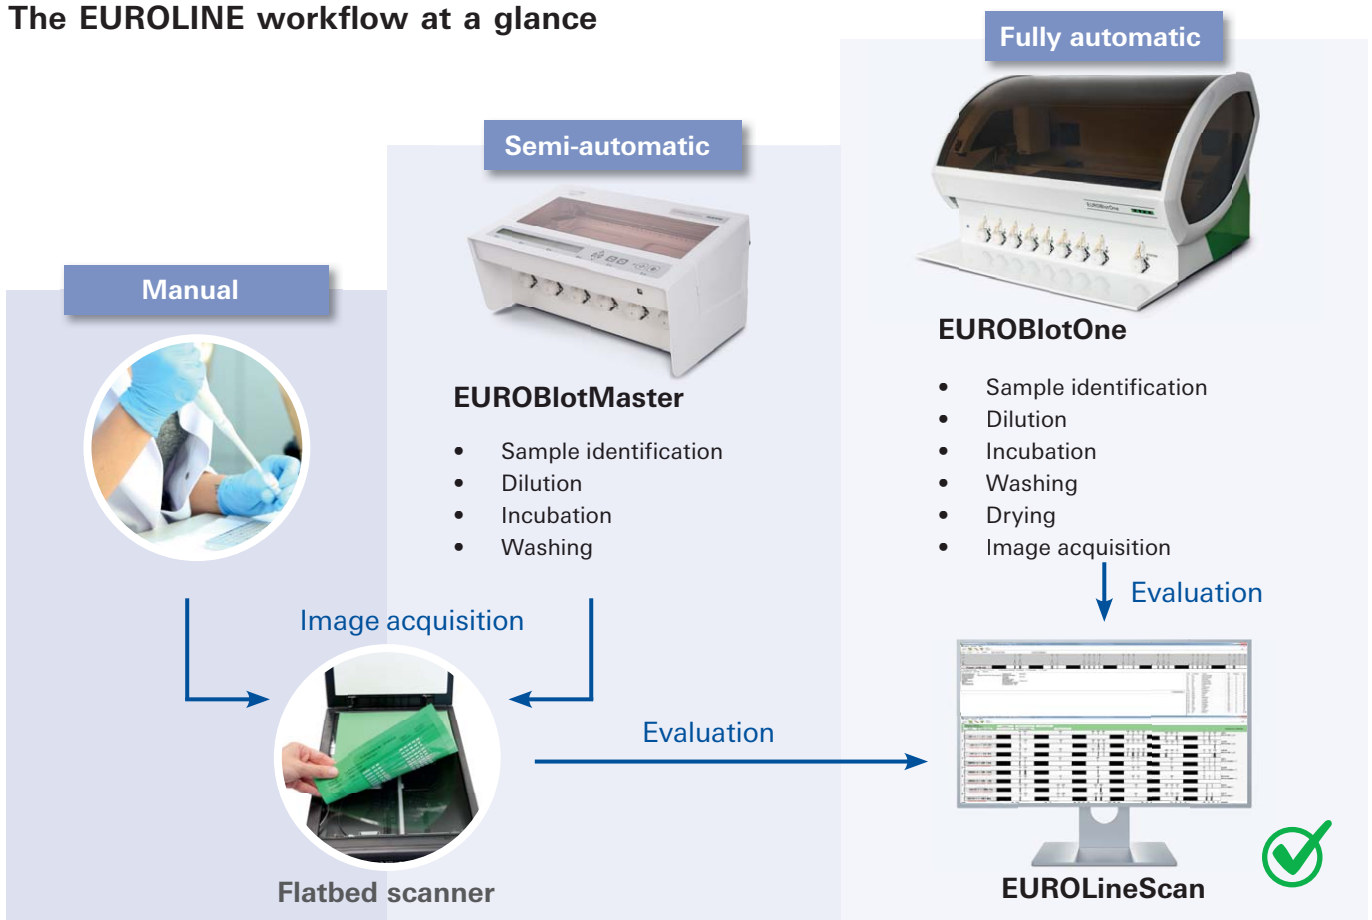 The EUROLINE workflow at a glance
Fully automatic
Semi-automatic
Manual
EUROBlotOne
EUROBlotOne
• Sample identification
• Dilution
• Incubation
• Washing
• Drying
• Image acquisition
EUROBlotMaster
• Sample identification
• Dilution
• Incubation
• Washing
Image acquisition
Evaluation
Evaluation
Flatbed scanner
EUROLineScan